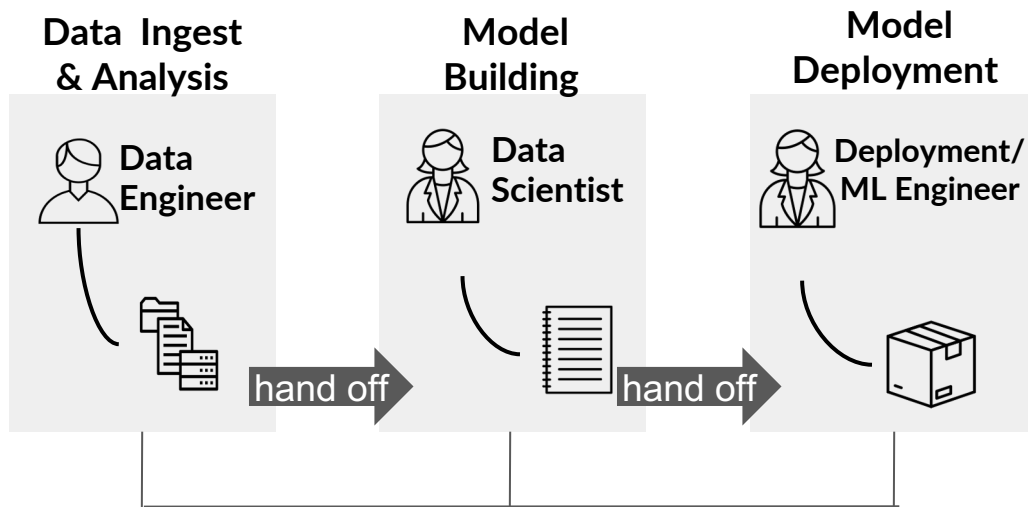 Data Ingest
& Analysis
Data
Engineer
hand off
Model
Building
Data
Scientist
hand off
Model
Deployment
Deployment/
ML Engineer